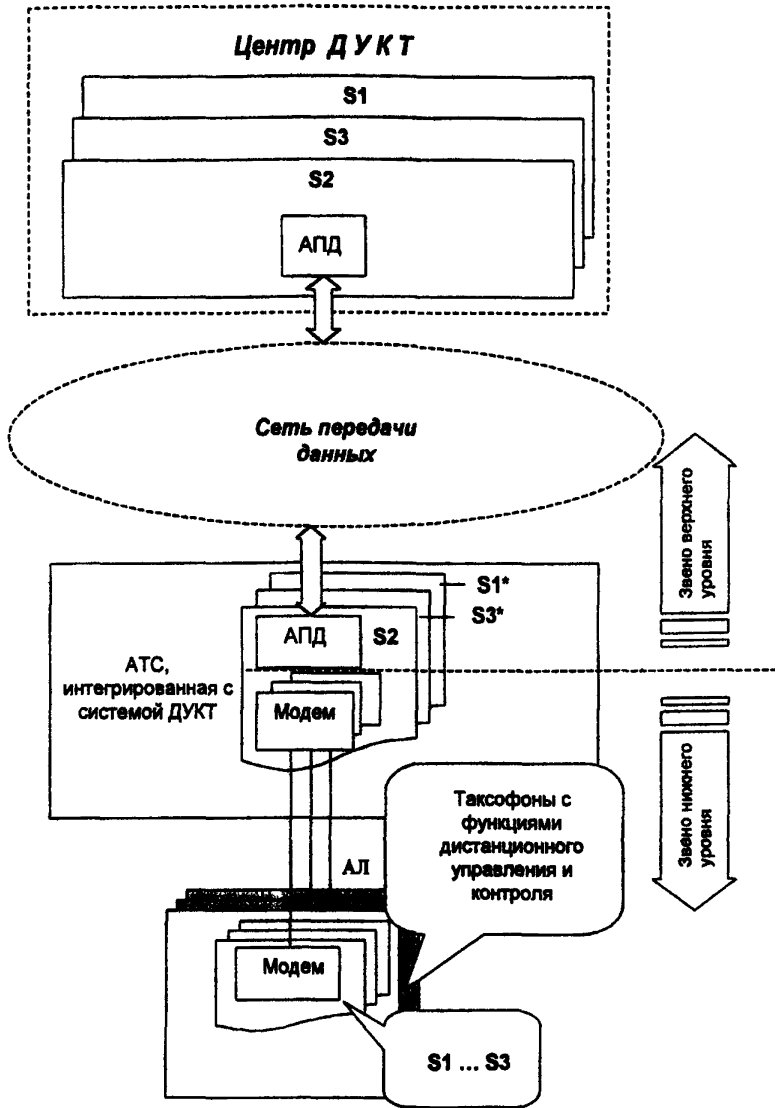 Центр ДУКТ
S1
S3
S2
АПД
Сеть передачи
данных
Звено верхнего
уровня
S1*
S3*
АПД
S2
АТС,
интегрированная с
системой ДУКТ
Модем
Таксофоны с
функциями
дистанционного
управления и
контроля
Звено нижнего
уровня
АЛ
Модем
S1 ... S3